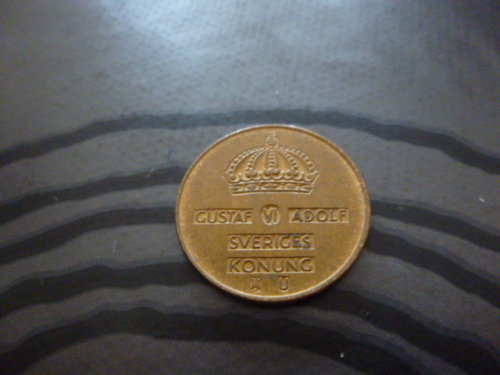 GUSTAF VI ADOLF
SVERIGES
KONUNG
U